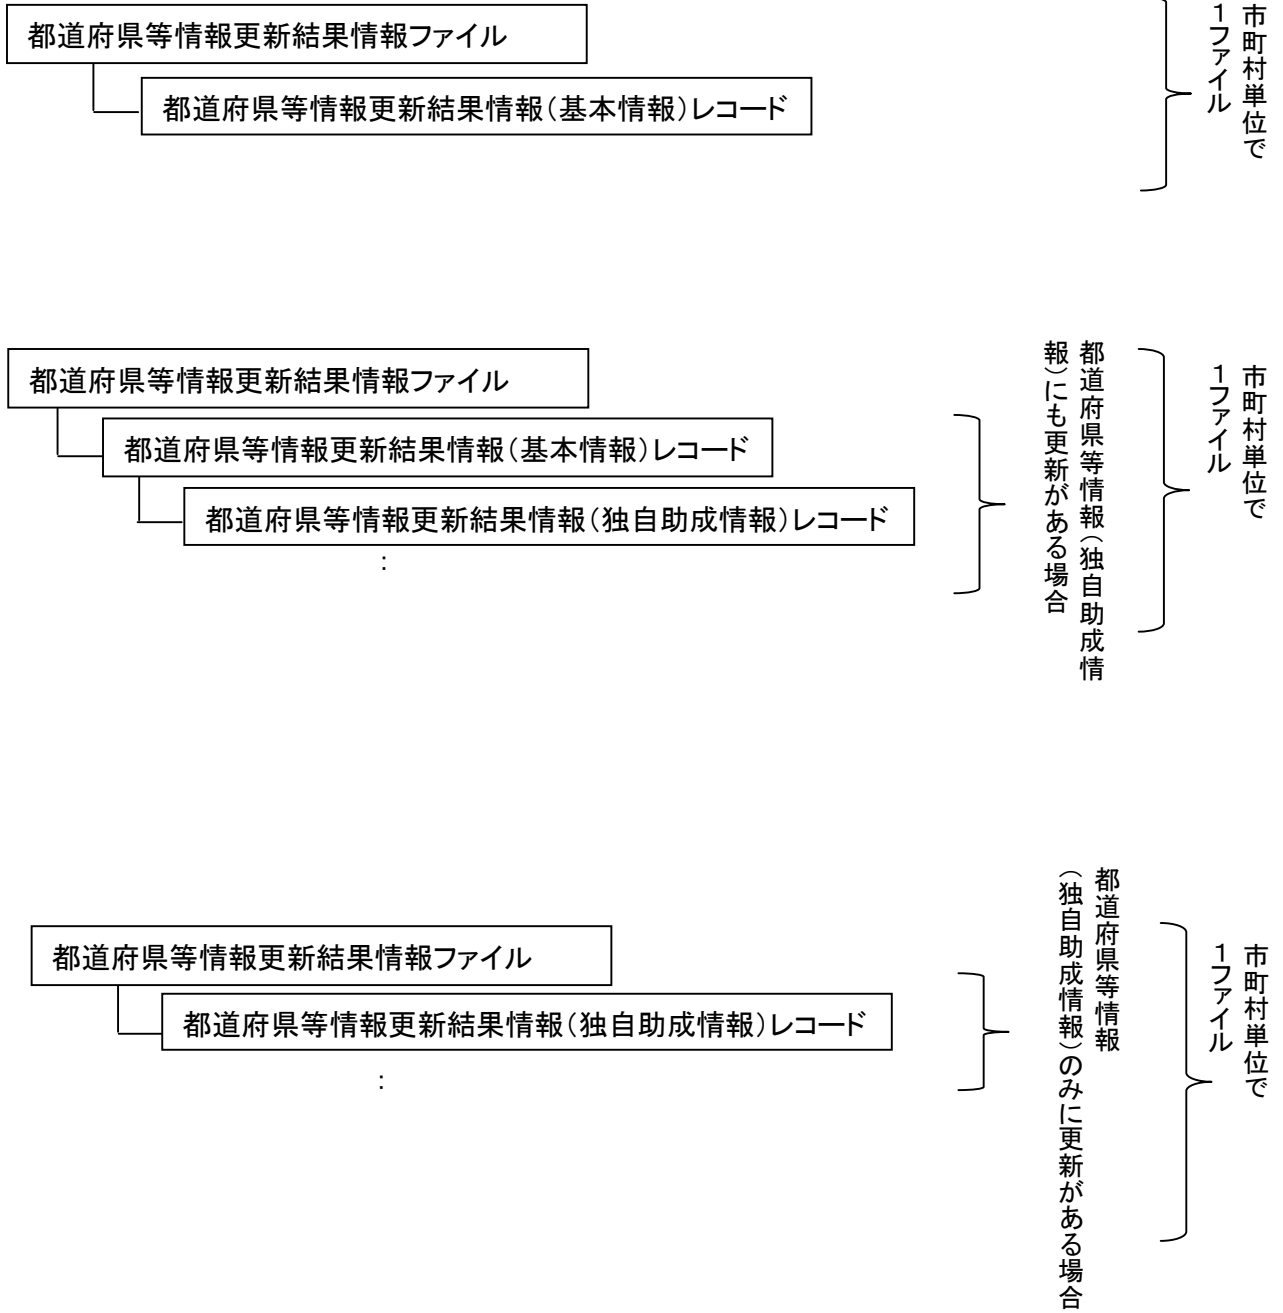 都道府県等情報更新結果情報ファイル
都道府県等情報更新結果情報（基本情報）レコード
市町村単位で
１ファイル
都道府県等情報更新結果情報ファイル
都道府県等情報更新結果情報（基本情報）レコード
都道府県等情報更新結果情報（独自助成情報）レコード
：
都道府県等情報（独自助成情
報）にも更新がある場合
市町村単位で
１ファイル
都道府県等情報更新結果情報ファイル
都道府県等情報更新結果情報（独自助成情報）レコード
：
都道府県等情報
（独自助成情報）のみに更新がある場合
市町村単位で
１ファイル